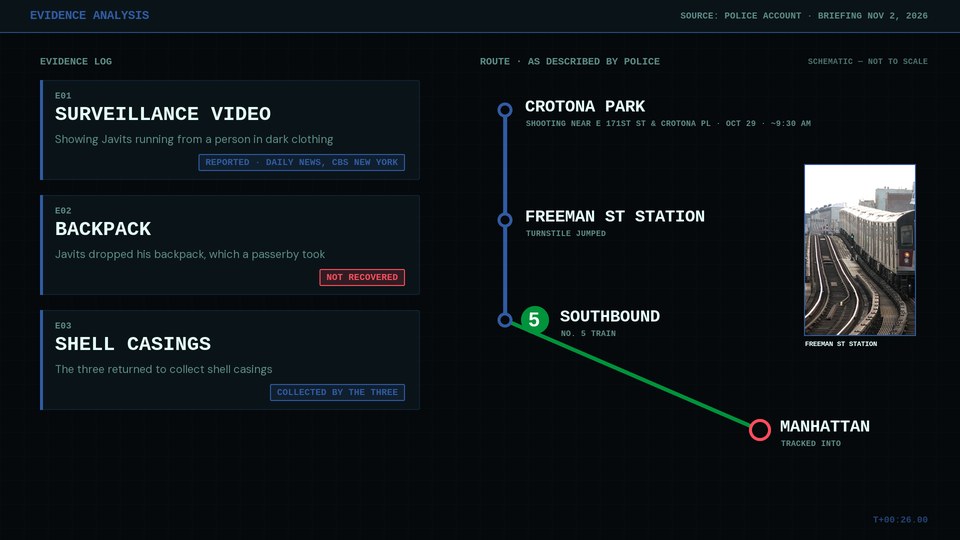 EVIDENCE ANALYSIS
SOURCE: POLICE ACCOUNT · BRIEFING NOV 2, 2026
EVIDENCE LOG
E01
SURVEILLANCE VIDEO
Showing Javits running from a person in dark clothing
REPORTED · DAILY NEWS, CBS NEW YORK
E02
BACKPACK
Javits dropped his backpack, which a passerby took
NOT RECOVERED
E03
SHELL CASINGS
The three returned to collect shell casings
COLLECTED BY THE THREE
ROUTE · AS DESCRIBED BY POLICE
SCHEMATIC — NOT TO SCALE
CROTONA PARK
SHOOTING NEAR E 171ST ST & CROTONA PL · OCT 29 · ~9:30 AM
FREEMAN ST STATION
TURNSTILE JUMPED
5
SOUTHBOUND
NO. 5 TRAIN
FREEMAN ST STATION
MANHATTAN
TRACKED INTO
T+00:26.00